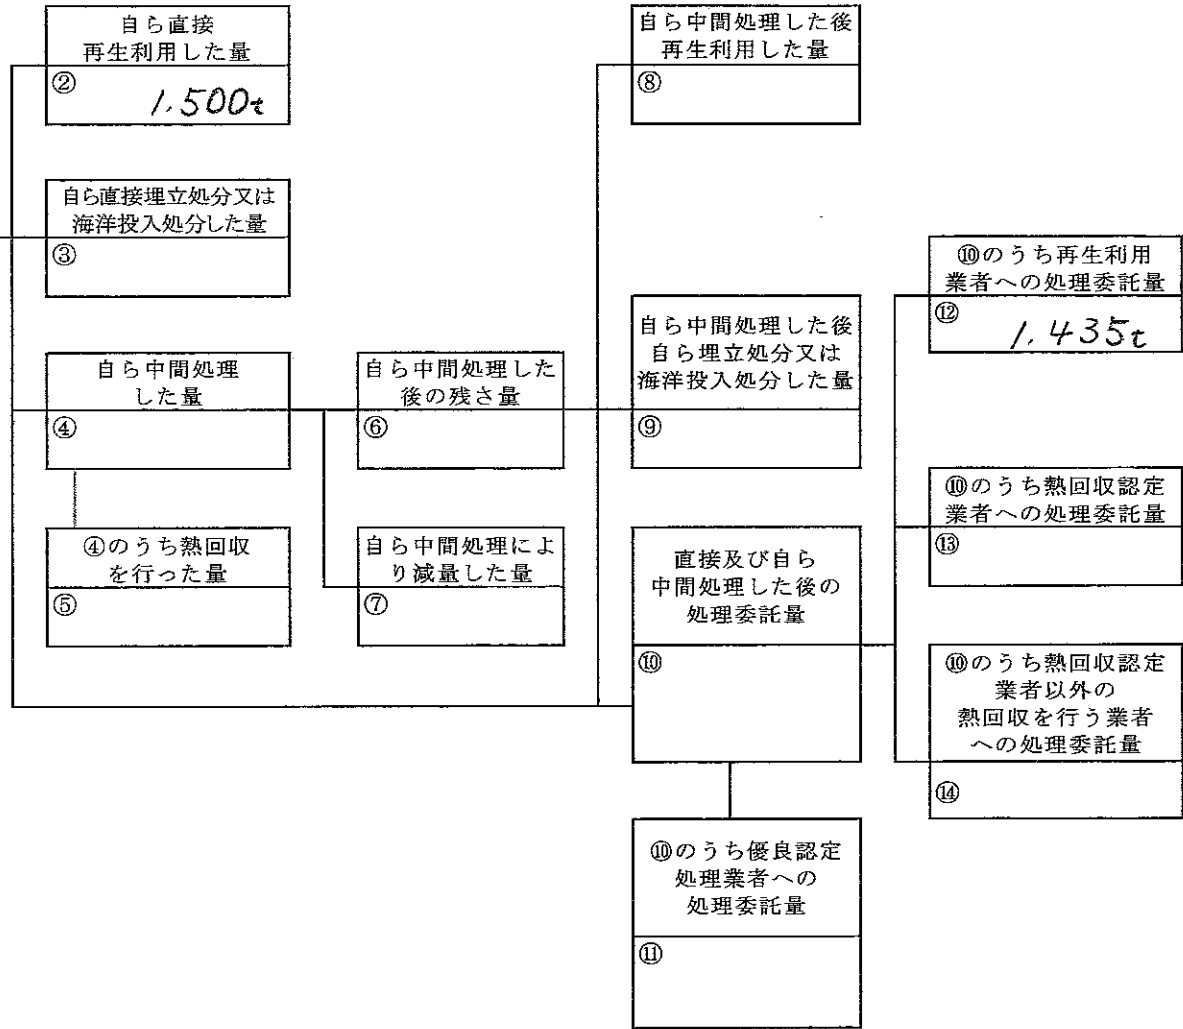 自ら直接
再生利用した量
②
1.500t
自ら直接埋立処分又は
海洋投入処分した量
③
自ら中間処理
した量
④
④のうち熱回収
を行った量
⑤
自ら中間処理した
後の残さ量
⑥
自ら中間処理によ
り減量した量
⑦
自ら中間処理した後
再生利用した量
⑧
自ら中間処理した後
自ら埋立処分又は
海洋投入処分した量
⑨
直接及び自ら
中間処理した後の
処理委託量
⑩
⑩のうち優良認定
処理業者への
処理委託量
⑪
⑩のうち再生利用
業者への処理委託量
⑫
1.435t
⑩のうち熱回収認定
業者への処理委託量
⑬
⑩のうち熱回収認定
業者以外の
熱回収を行う業者
への処理委託量
⑭